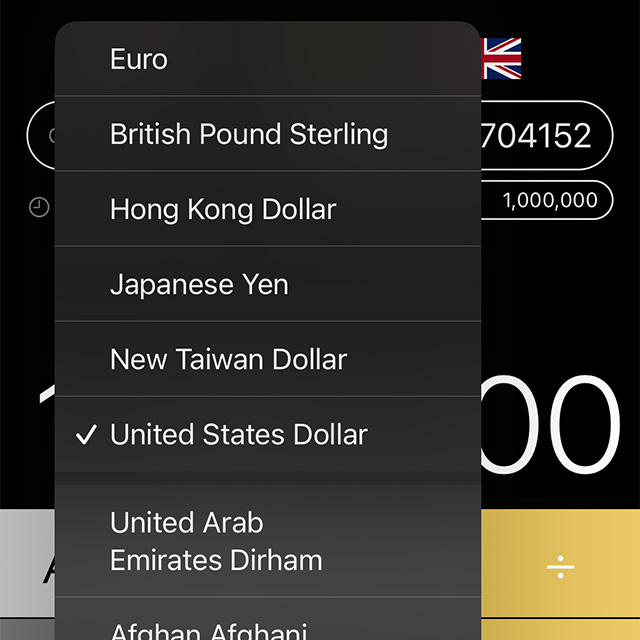 Euro
British Pound Sterling
704152
Hong Kong Dollar
1,000,000
Japanese Yen
New Taiwan Dollar
✓ United States Dollar
00
United Arab
Emirates Dirham
÷
Afghan Afghani